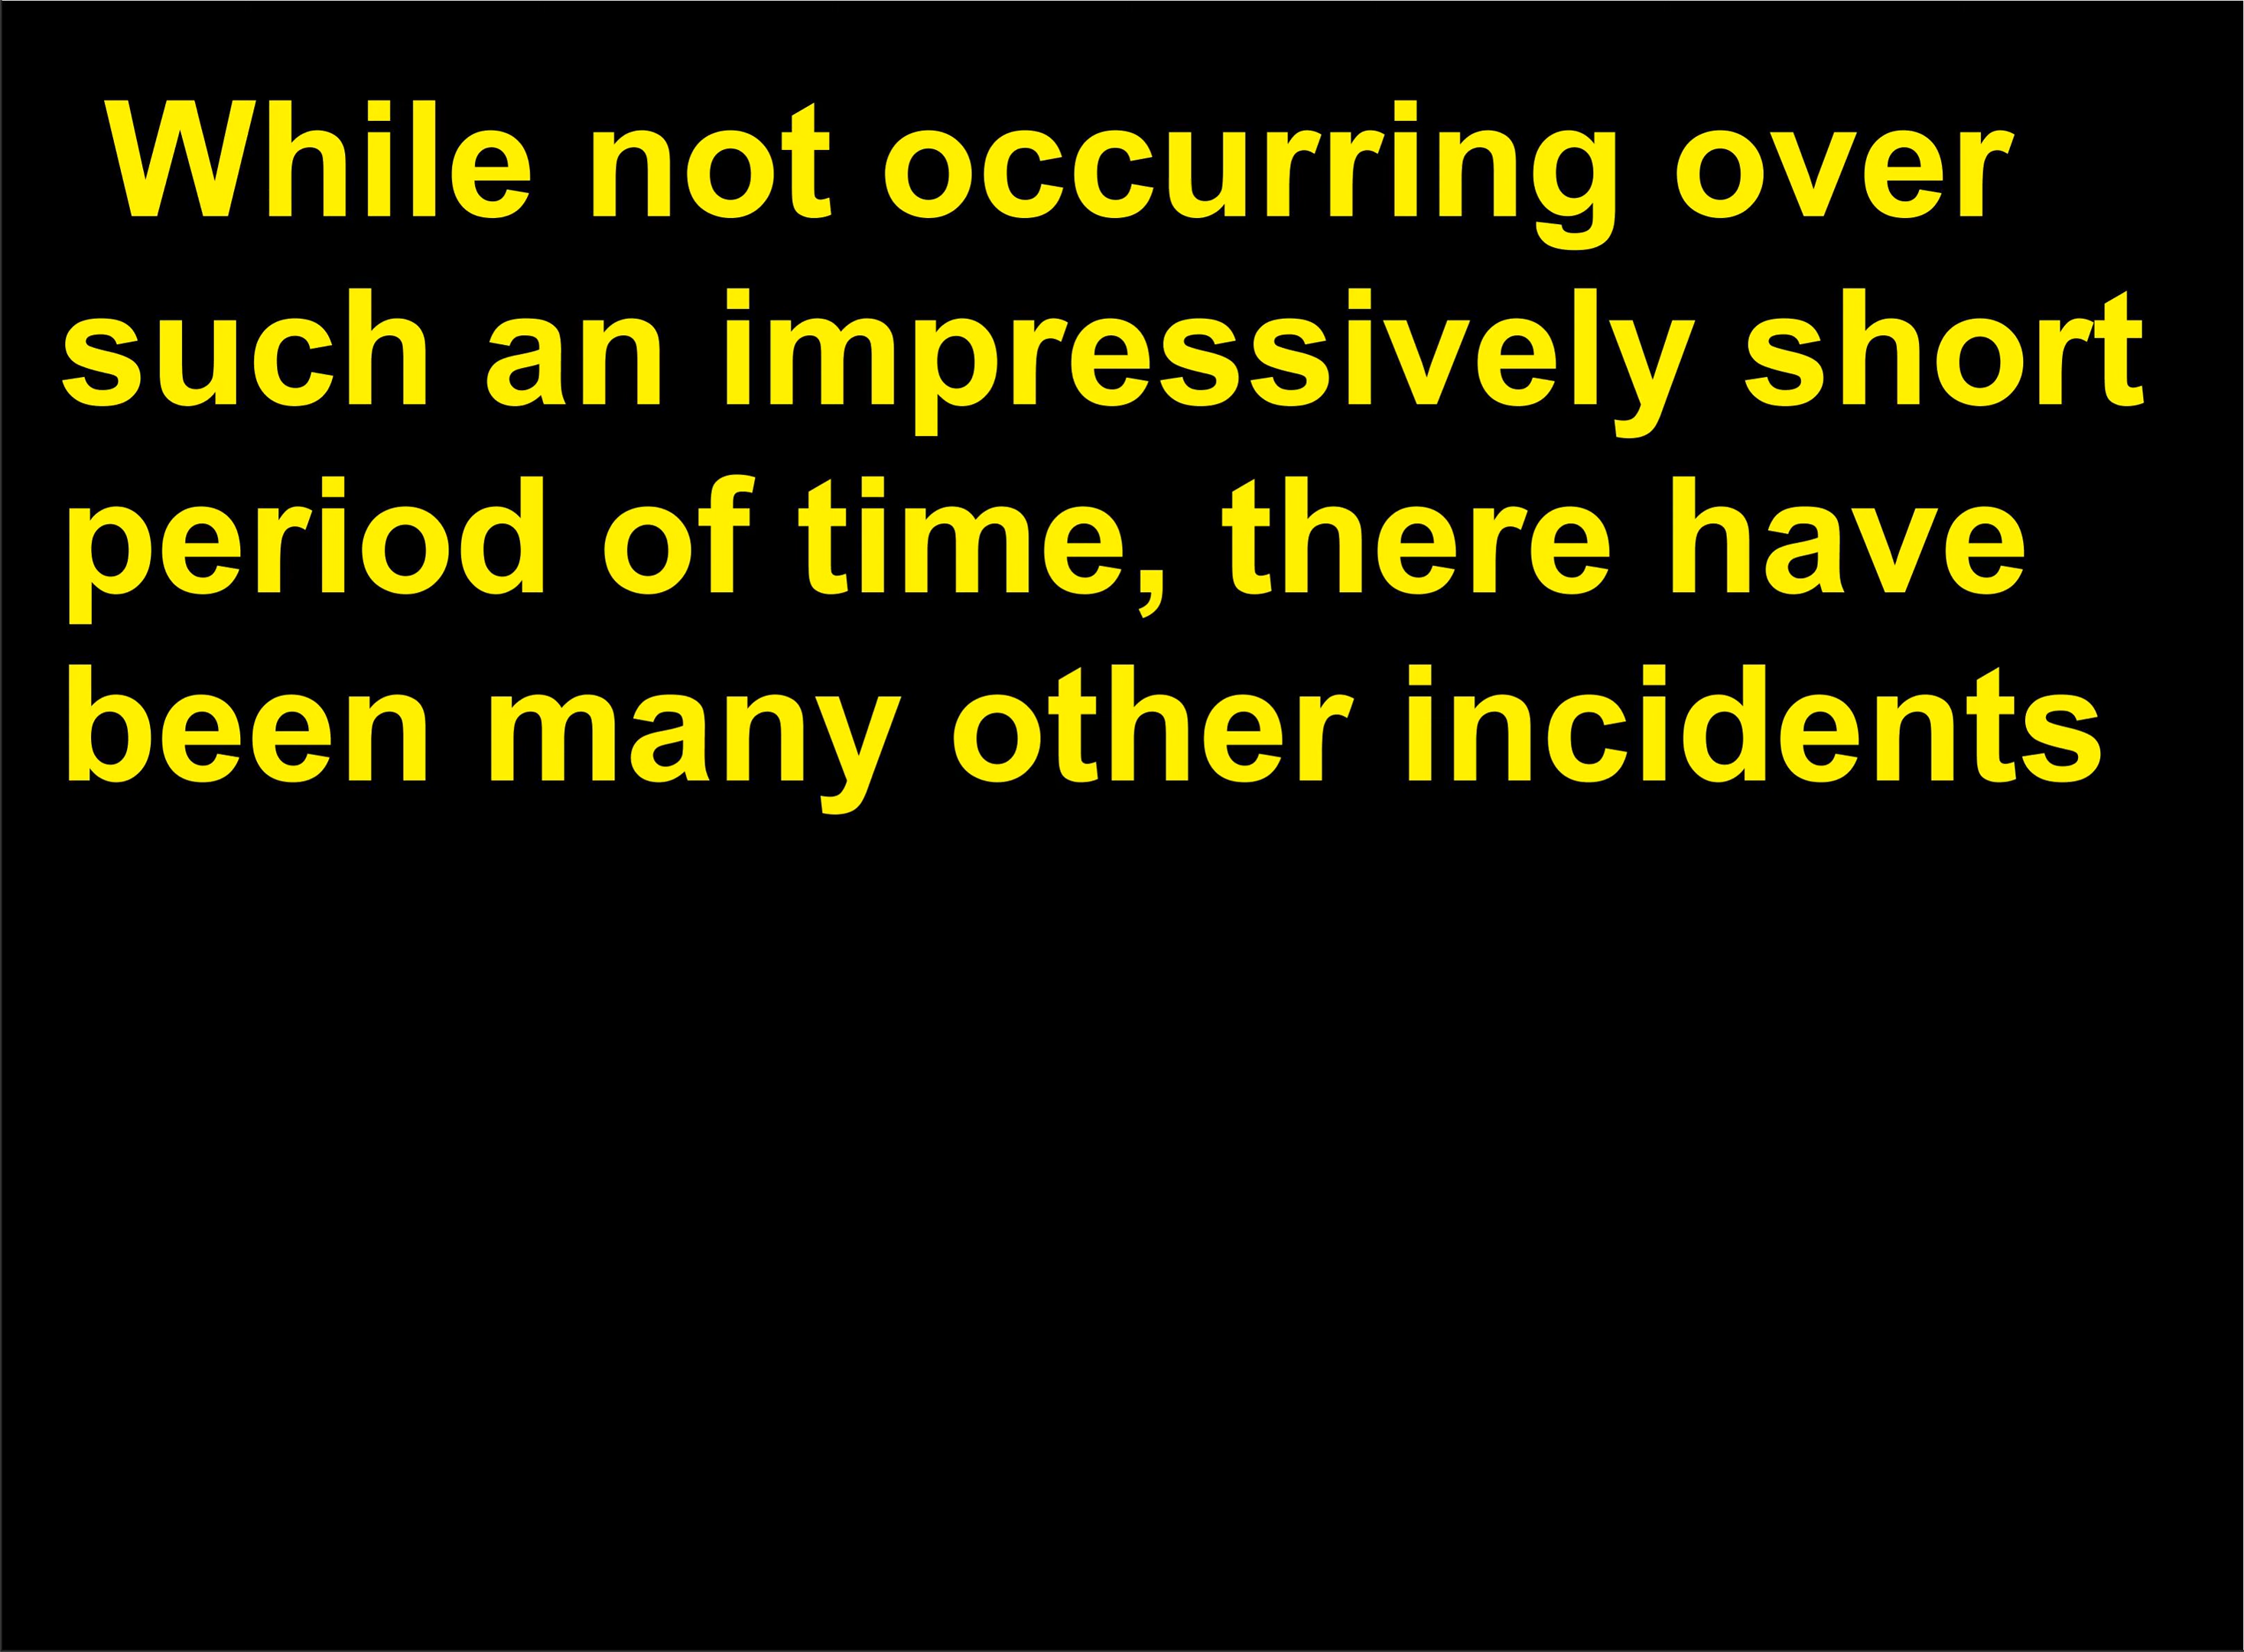 While not occurring over
such an impressively short
period of time, there have
been many other incidents